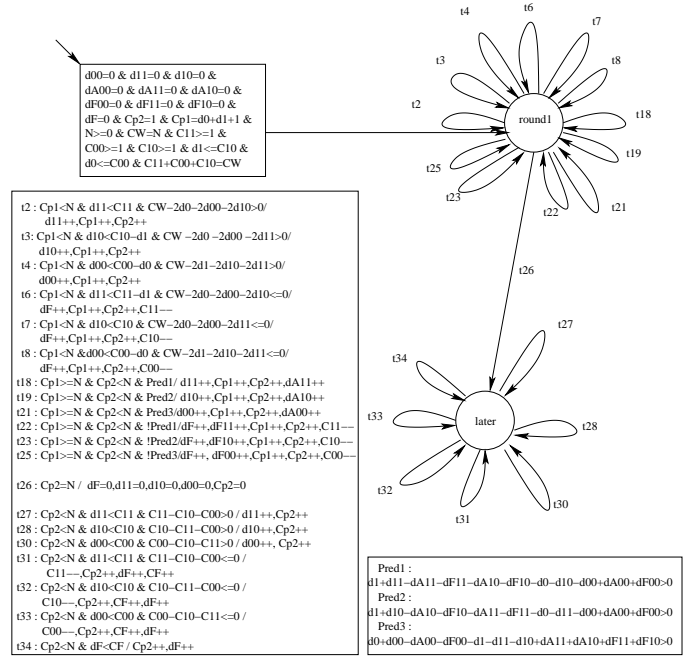 t4
t6
t7
t3
t8
t2
round1
t18
t25
t19
t23
t22
t21
d00=0 & d11=0 & d10=0 &
dA00=0 & dA11=0 & dA10=0 &
dF00=0 & dF11=0 & dF10=0 &
dF=0 & Cp2=1 & Cp1=d0+d1+1 &
N>=0 & CW=N & C11>=1 &
C00>=1 & C10>=1 & d1<=C10 &
d0<=C00 & C11+C00+C10=CW
t2 : Cp1<N & d11<C11 & CW−2d0−2d00−2d10>0/
d11++,Cp1++,Cp2++
t3: Cp1<N & d10<C10−d1 & CW −2d0 −2d00 −2d11>0/
d10++,Cp1++,Cp2++
t4 : Cp1<N & d00<C00−d0 & CW−2d1−2d10−2d11>0/
d00++,Cp1++,Cp2++
t6 : Cp1<N & d11<C11−d1 & CW−2d0−2d00−2d10<=0/
dF++,Cp1++,Cp2++,C11−−
t7 : Cp1<N & d10<C10 & CW−2d0−2d00−2d11<=0/
dF++,Cp1++,Cp2++,C10−−
t8 : Cp1<N &d00<C00−d0 & CW−2d1−2d10−2d11<=0/
dF++,Cp1++,Cp2++,C00−−
t18 : Cp1>=N & Cp2<N & Pred1/ d11++,Cp1++,Cp2++,dA11++
t19 : Cp1>=N & Cp2<N & Pred2/ d10++,Cp1++,Cp2++,dA10++
t21 : Cp1>=N & Cp2<N & Pred3/d00++,Cp1++,Cp2++,dA00++
t22 : Cp1>=N & Cp2<N & !Pred1/dF++,dF11++,Cp1++,Cp2++,C11−−
t23 : Cp1>=N & Cp2<N & !Pred2/dF++,dF10++,Cp1++,Cp2++,C10−−
t25 : Cp1>=N & Cp2<N & !Pred3/dF++, dF00++,Cp1++,Cp2++,C00−−
t26 : Cp2=N / dF=0,d11=0,d10=0,d00=0,Cp2=0
t27 : Cp2<N & d11<C11 & C11−C10−C00>0 / d11++,Cp2++
t28 : Cp2<N & d10<C10 & C10−C11−C00>0 / d10++,Cp2++
t30 : Cp2<N & d00<C00 & C00−C10−C11>0 / d00++, Cp2++
t31 : Cp2<N & d11<C11 & C11−C10−C00<=0 /
C11−−,Cp2++,dF++,CF++
t32 : Cp2<N & d10<C10 & C10−C11−C00<=0 /
C10−−,Cp2++,CF++,dF++
t33 : Cp2<N & d00<C00 & C00−C10−C11<=0 /
C00−−,Cp2++,CF++,dF++
t34 : Cp2<N & dF<CF / Cp2++,dF++
t26
t27
t34
t33
later
t28
t32
t31
t30
Pred1 :
d1+d11−dA11−dF11−dA10−dF10−d0−d10−d00+dA00+dF00>0
Pred2 :
d1+d10−dA10−dF10−dA11−dF11−d0−d11−d00+dA00+dF00>0
Pred3 :
d0+d00−dA00−dF00−d1−d11−d10+dA11+dA10+dF11+dF10>0